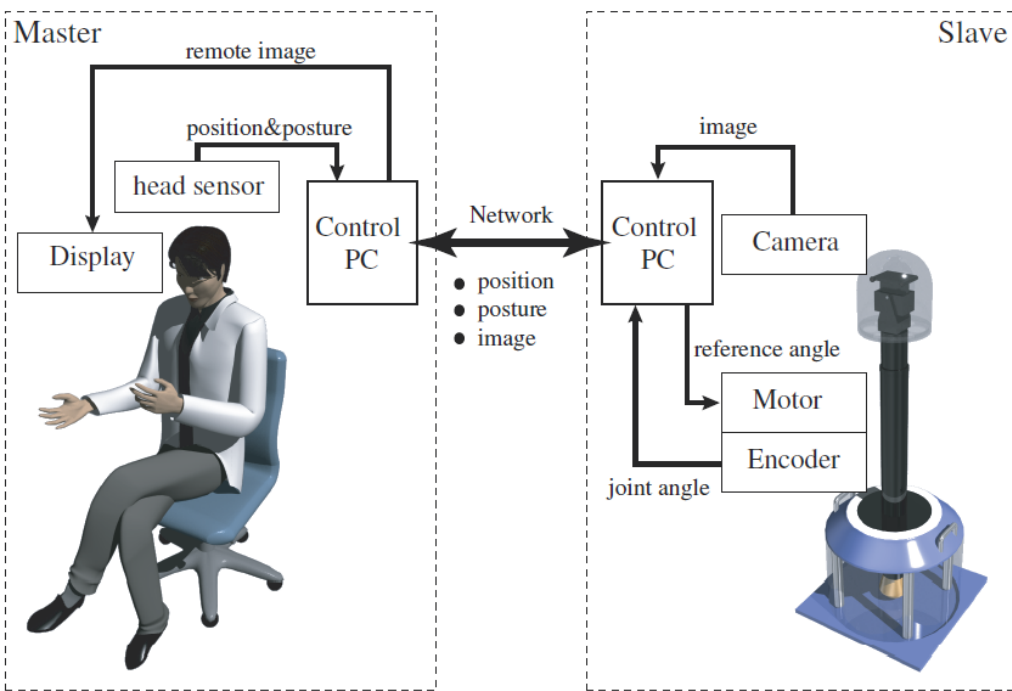 Master
remote image
position&posture
head sensor
Display
Control
PC
Network
● position
● posture
● image
Slave
image
Control
PC
Camera
reference angle
Motor
Encoder
joint angle